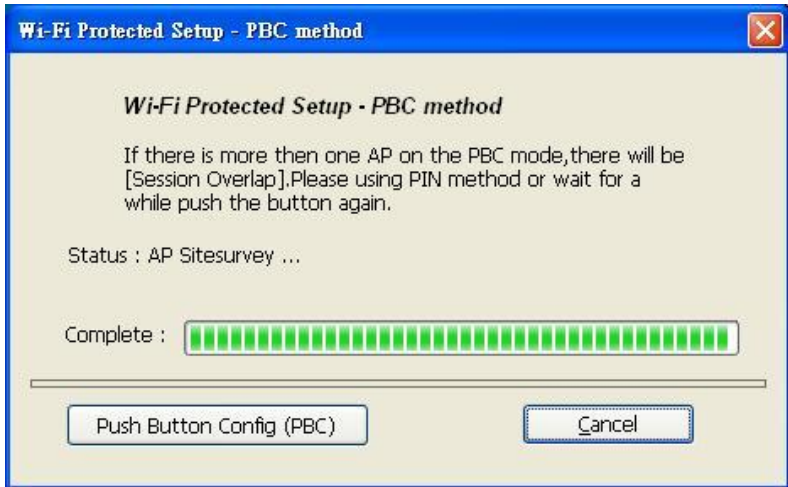 Wi-Fi Protected Setup - PBC method
Wi-Fi Protected Setup - PBC method
If there is more then one AP on the PBC mode,there will be
[Session Overlap].Please using PIN method or wait for a
while push the button again.
Status : AP Sitesurvey ...
Complete :
Push Button Config (PBC)
Cancel